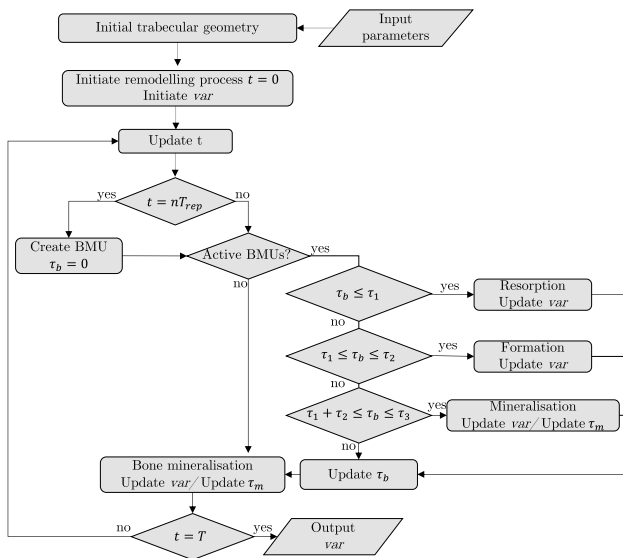 Initial trabecular geometry
Input
parameters
Initiate remodelling process t = 0
Initiate var
Update t
yes
no
t = nT_rep
Create BMU
τ_b = 0
Active BMUs?
yes
no
τ_b ≤ τ_1
yes
Resorption
Update var
no
τ_1 ≤ τ_b ≤ τ_2
yes
Formation
Update var
no
τ_1 + τ_2 ≤ τ_b ≤ τ_3
yes
Mineralisation
Update var/Update τ_m
no
Update τ_b
Bone mineralisation
Update var/Update τ_m
no
t = T
yes
Output
var